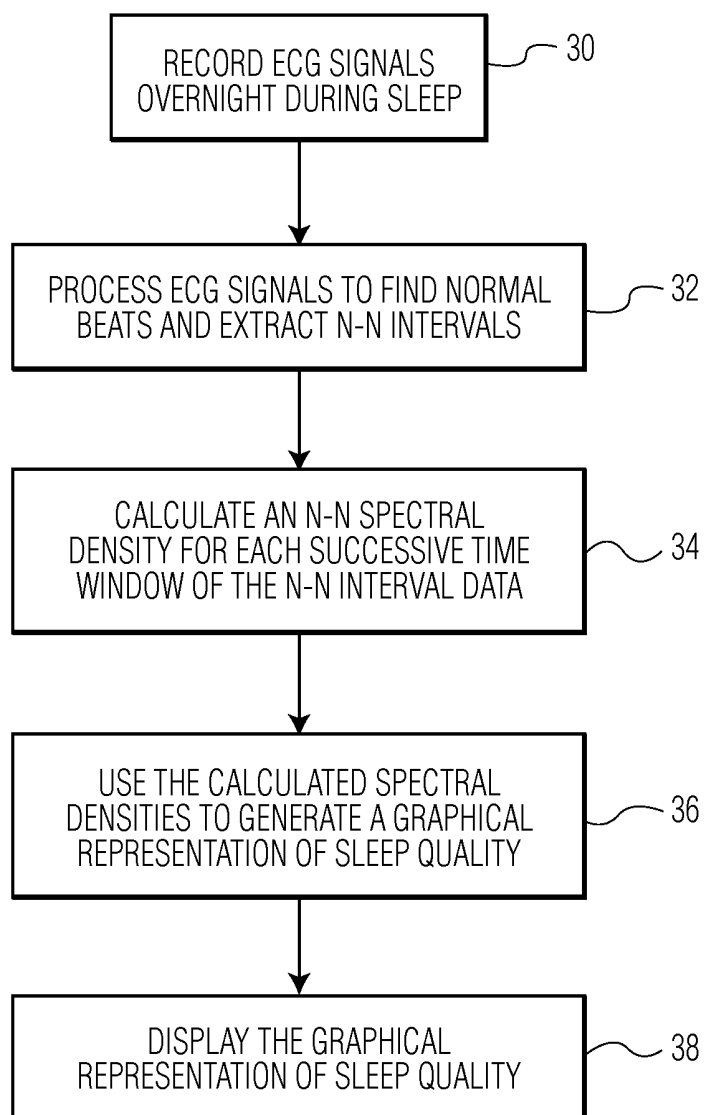 RECORD ECG SIGNALS
OVERNIGHT DURING SLEEP
30
PROCESS ECG SIGNALS TO FIND NORMAL
BEATS AND EXTRACT N-N INTERVALS
32
CALCULATE AN N-N SPECTRAL
DENSITY FOR EACH SUCCESSIVE TIME
WINDOW OF THE N-N INTERVAL DATA
34
USE THE CALCULATED SPECTRAL
DENSITIES TO GENERATE A GRAPHICAL
REPRESENTATION OF SLEEP QUALITY
36
DISPLAY THE GRAPHICAL
REPRESENTATION OF SLEEP QUALITY
38